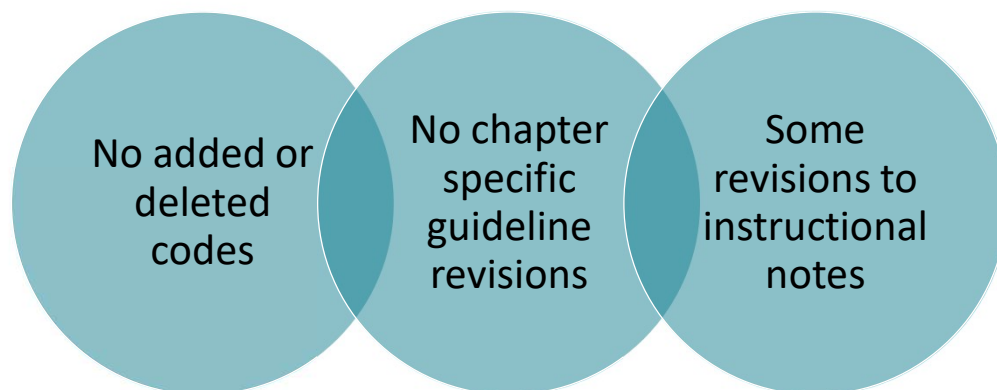 No added or
deleted
codes
No chapter
specific
guideline
revisions
Some
revisions to
instructional
notes